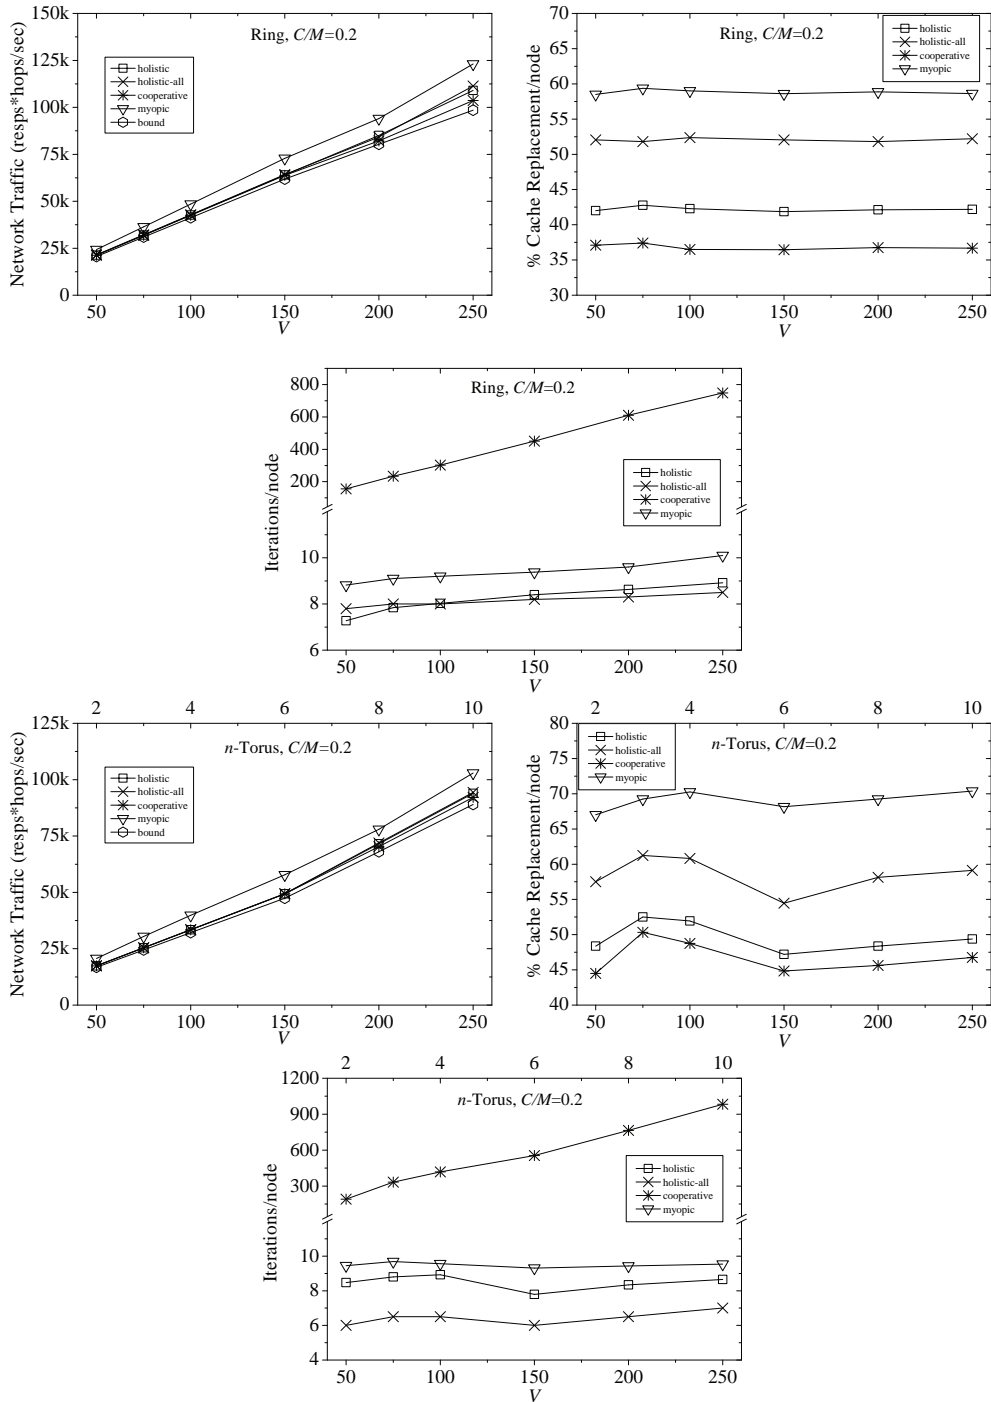 150k
125k
100k
75k
50k
25k
0
Network Traffic (resps*hops/sec)
Ring, C/M=0.2
holistic
holistic-all
cooperative
myopic
bound
50 100 150 200 250
V
70
65
60
55
50
45
40
35
30
% Cache Replacement/node
Ring, C/M=0.2
holistic
holistic-all
cooperative
myopic
50 100 150 200 250
V
800
600
400
200
10
8
6
Iterations/node
Ring, C/M=0.2
holistic
holistic-all
cooperative
myopic
50 100 150 200 250
V
2 4 6 8 10
125k
100k
75k
50k
25k
0
Network Traffic (resps*hops/sec)
n-Torus, C/M=0.2
holistic
holistic-all
cooperative
myopic
bound
50 100 150 200 250
V
2 4 6 8 10
80
75
70
65
60
55
50
45
40
% Cache Replacement/node
n-Torus, C/M=0.2
holistic
holistic-all
cooperative
myopic
50 100 150 200 250
V
2 4 6 8 10
1200
900
600
300
10
8
6
4
Iterations/node
n-Torus, C/M=0.2
holistic
holistic-all
cooperative
myopic
50 100 150 200 250
V